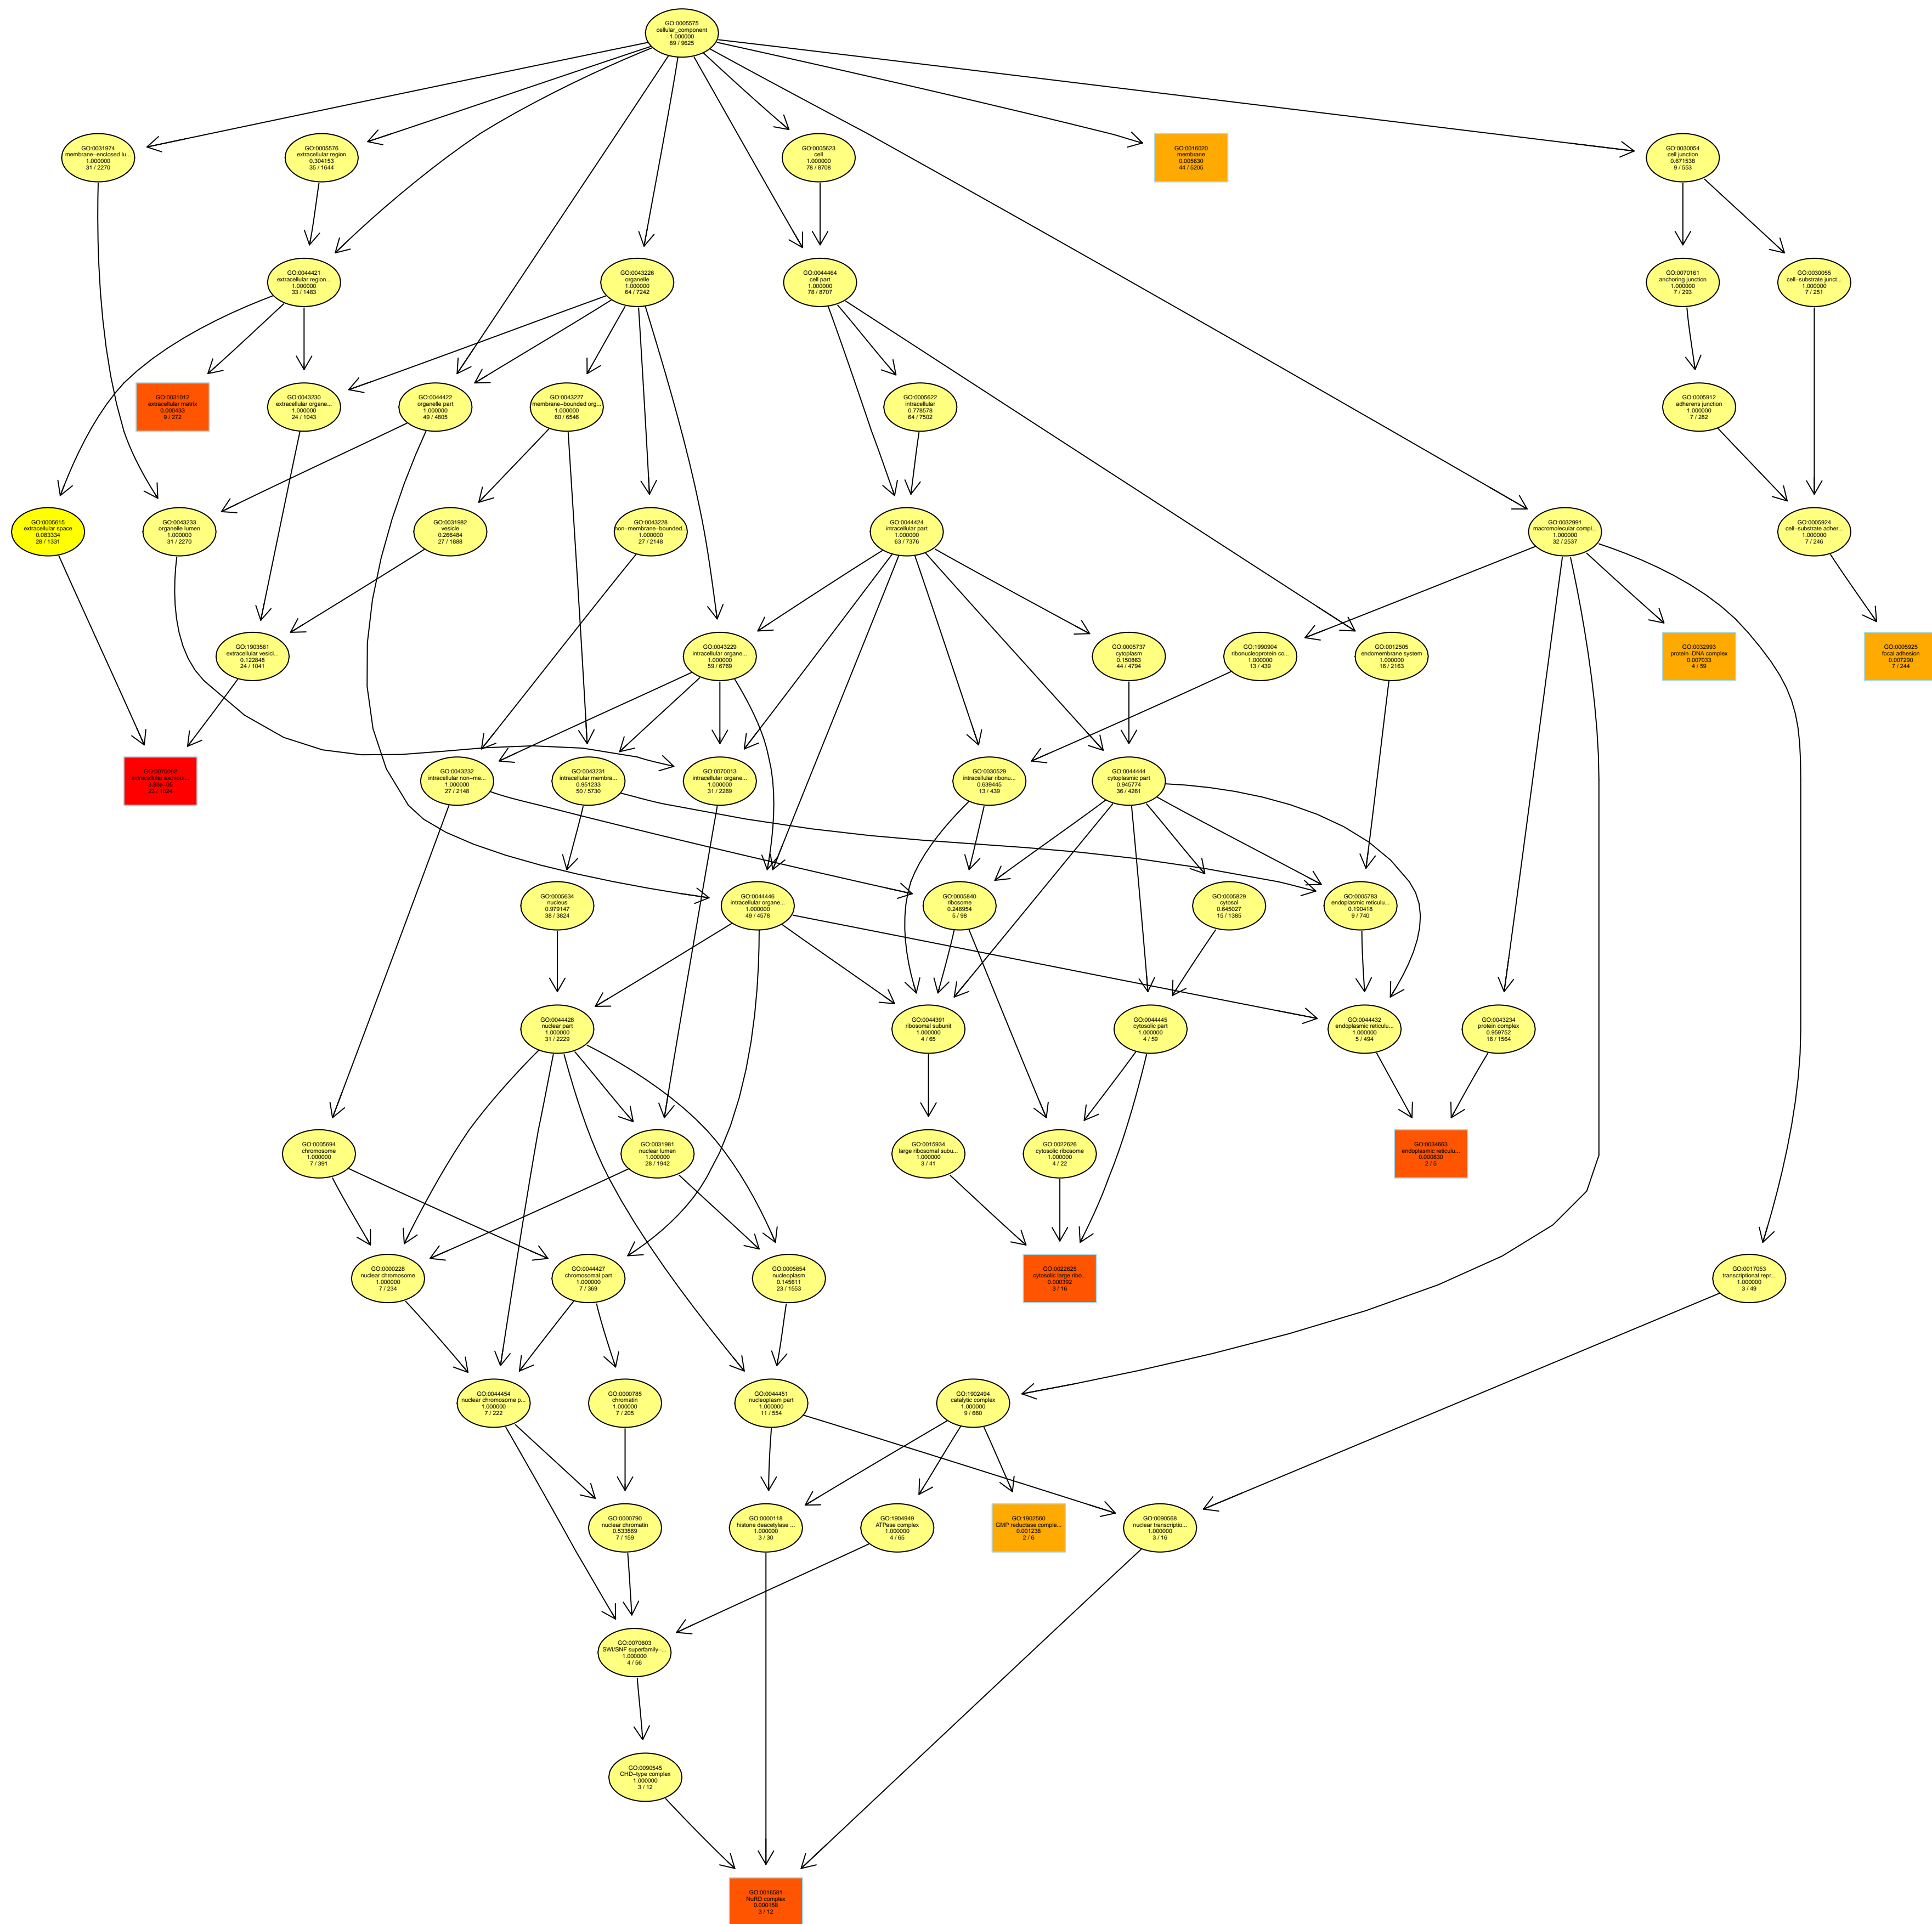 GO:0005575
cellular_component
1.000000
89 / 9625
GO:0031974
membrane−enclosed lu...
1.000000
31 / 2270
GO:0005576
extracellular region
0.304153
35 / 1644
GO:0005623
cell
1.000000
78 / 8708
GO:0016020
membrane
0.005630
44 / 5205
GO:0030054
cell junction
0.671538
9 / 553
GO:0044421
extracellular region...
1.000000
33 / 1483
GO:0043226
organelle
1.000000
64 / 7242
GO:0044464
cell part
1.000000
78 / 8707
GO:0070161
anchoring junction
1.000000
7 / 293
GO:0030055
cell−substrate junct...
1.000000
7 / 251
GO:0031012
extracellular matrix
0.000433
9 / 272
GO:0043230
extracellular organe...
1.000000
24 / 1043
GO:0044422
organelle part
1.000000
49 / 4805
GO:0043227
membrane−bounded org...
1.000000
60 / 6546
GO:0005622
intracellular
0.778578
64 / 7502
GO:0005912
adherens junction
1.000000
7 / 282
GO:0005615
extracellular space
0.083334
28 / 1331
GO:0043233
organelle lumen
1.000000
31 / 2270
GO:0031982
vesicle
0.266484
27 / 1888
GO:0043228
non−membrane−bounded...
1.000000
27 / 2148
GO:0044424
intracellular part
1.000000
63 / 7376
GO:0032991
macromolecular compl...
1.000000
32 / 2537
GO:0005924
cell−substrate adher...
1.000000
7 / 246
GO:1903561
extracellular vesicl...
0.122848
24 / 1041
GO:0043229
intracellular organe...
1.000000
59 / 6769
GO:0005737
cytoplasm
0.150863
44 / 4794
GO:1990904
ribonucleoprotein co...
1.000000
13 / 439
GO:0012505
endomembrane system
1.000000
16 / 2163
GO:0032993
protein−DNA complex
0.007033
4 / 59
GO:0005925
focal adhesion
0.007290
7 / 244
GO:0070062
extracellular exosom...
23 / 1024
GO:0043232
intracellular non−me...
1.000000
27 / 2148
GO:0043231
intracellular membra...
0.951233
50 / 5730
GO:0070013
intracellular organe...
1.000000
31 / 2269
GO:0030529
intracellular ribonu...
0.639445
13 / 439
GO:0044444
cytoplasmic part
0.945774
36 / 4261
GO:0005634
nucleus
0.979147
38 / 3824
GO:0044446
intracellular organe...
1.000000
49 / 4578
GO:0005840
ribosome
0.248954
5 / 98
GO:0005829
cytosol
0.645027
15 / 1385
GO:0005783
endoplasmic reticulu...
0.190418
9 / 740
GO:0044428
nuclear part
1.000000
31 / 2229
GO:0044391
ribosomal subunit
1.000000
4 / 65
GO:0044445
cytosolic part
1.000000
4 / 59
GO:0044432
endoplasmic reticulu...
1.000000
5 / 494
GO:0043234
protein complex
0.959752
16 / 1564
GO:0005694
chromosome
1.000000
7 / 391
GO:0031981
nuclear lumen
1.000000
28 / 1942
GO:0015934
large ribosomal subu...
1.000000
3 / 41
GO:0022626
cytosolic ribosome
1.000000
4 / 22
GO:0034663
endoplasmic reticulu...
0.000830
2 / 5
GO:0000228
nuclear chromosome
1.000000
7 / 234
GO:0044427
chromosomal part
1.000000
7 / 369
GO:0005654
nucleoplasm
0.145611
23 / 1553
GO:0022625
cytosolic large ribo...
0.000392
3 / 16
GO:0017053
transcriptional repr...
1.000000
3 / 49
GO:0044454
nuclear chromosome p...
1.000000
7 / 222
GO:0000785
chromatin
1.000000
7 / 205
GO:0044451
nucleoplasm part
1.000000
11 / 554
GO:1902494
catalytic complex
1.000000
9 / 660
GO:0000790
nuclear chromatin
0.533569
7 / 159
GO:0000118
histone deacetylase ...
1.000000
3 / 30
GO:1904949
ATPase complex
1.000000
4 / 65
GO:1902560
GMP reductase comple...
0.001238
2 / 6
GO:0090568
nuclear transcriptio...
1.000000
3 / 16
GO:0070603
SWI/SNF superfamily−...
1.000000
4 / 56
GO:0090545
CHD−type complex
1.000000
3 / 12
GO:0016581
NuRD complex
0.000158
3 / 12